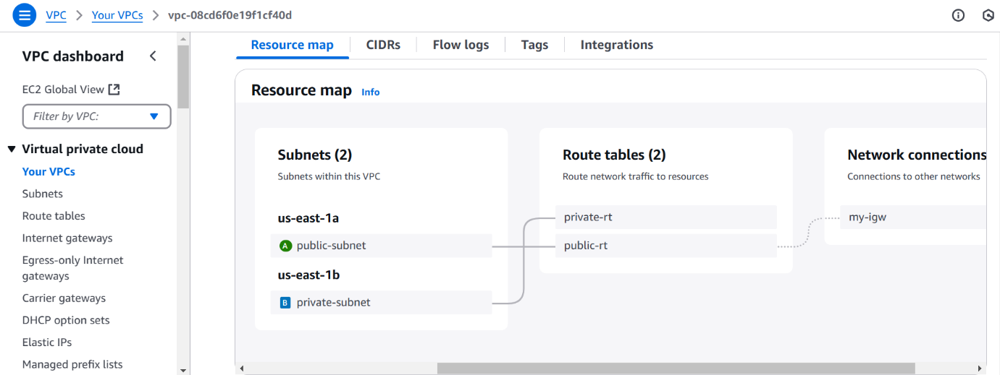 VPC > Your VPCs > vpc-08cd6f0e19f1cf40d
VPC dashboard
EC2 Global View
Filter by VPC:
Virtual private cloud
Your VPCs
Subnets
Route tables
Internet gateways
Egress-only Internet
gateways
Carrier gateways
DHCP option sets
Elastic IPs
Managed prefix lists
Resource map CIDRs Flow logs Tags Integrations
Resource map Info
Subnets (2)
Subnets within this VPC
us-east-1a
A public-subnet
us-east-1b
B private-subnet
Route tables (2)
Route network traffic to resources
private-rt
public-rt
Network connections
Connections to other networks
my-igw